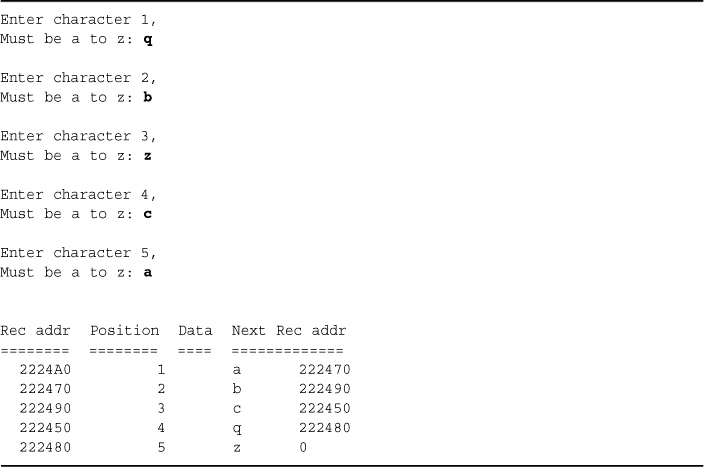 Enter character 1,
Must be a to z: q
Enter character 2,
Must be a to z: b
Enter character 3,
Must be a to z: z
Enter character 4,
Must be a to z: c
Enter character 5,
Must be a to z: a
Rec addr  Position  Data  Next Rec addr
========  ========  ====  =============
2224A0  1  a  222470
222470  2  b  222490
222490  3  c  222450
222450  4  q  222480
222480  5  z  0